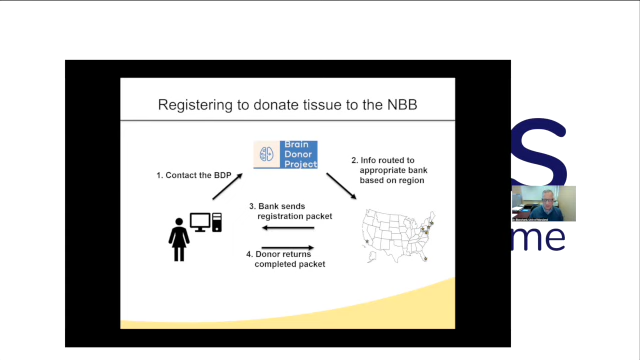 Registering to donate tissue to the NBB
Brain
Donor
Project
1. Contact the BDP
2. Info routed to
appropriate bank
based on region
3. Bank sends
registration packet
4. Donor returns
completed packet
s
me